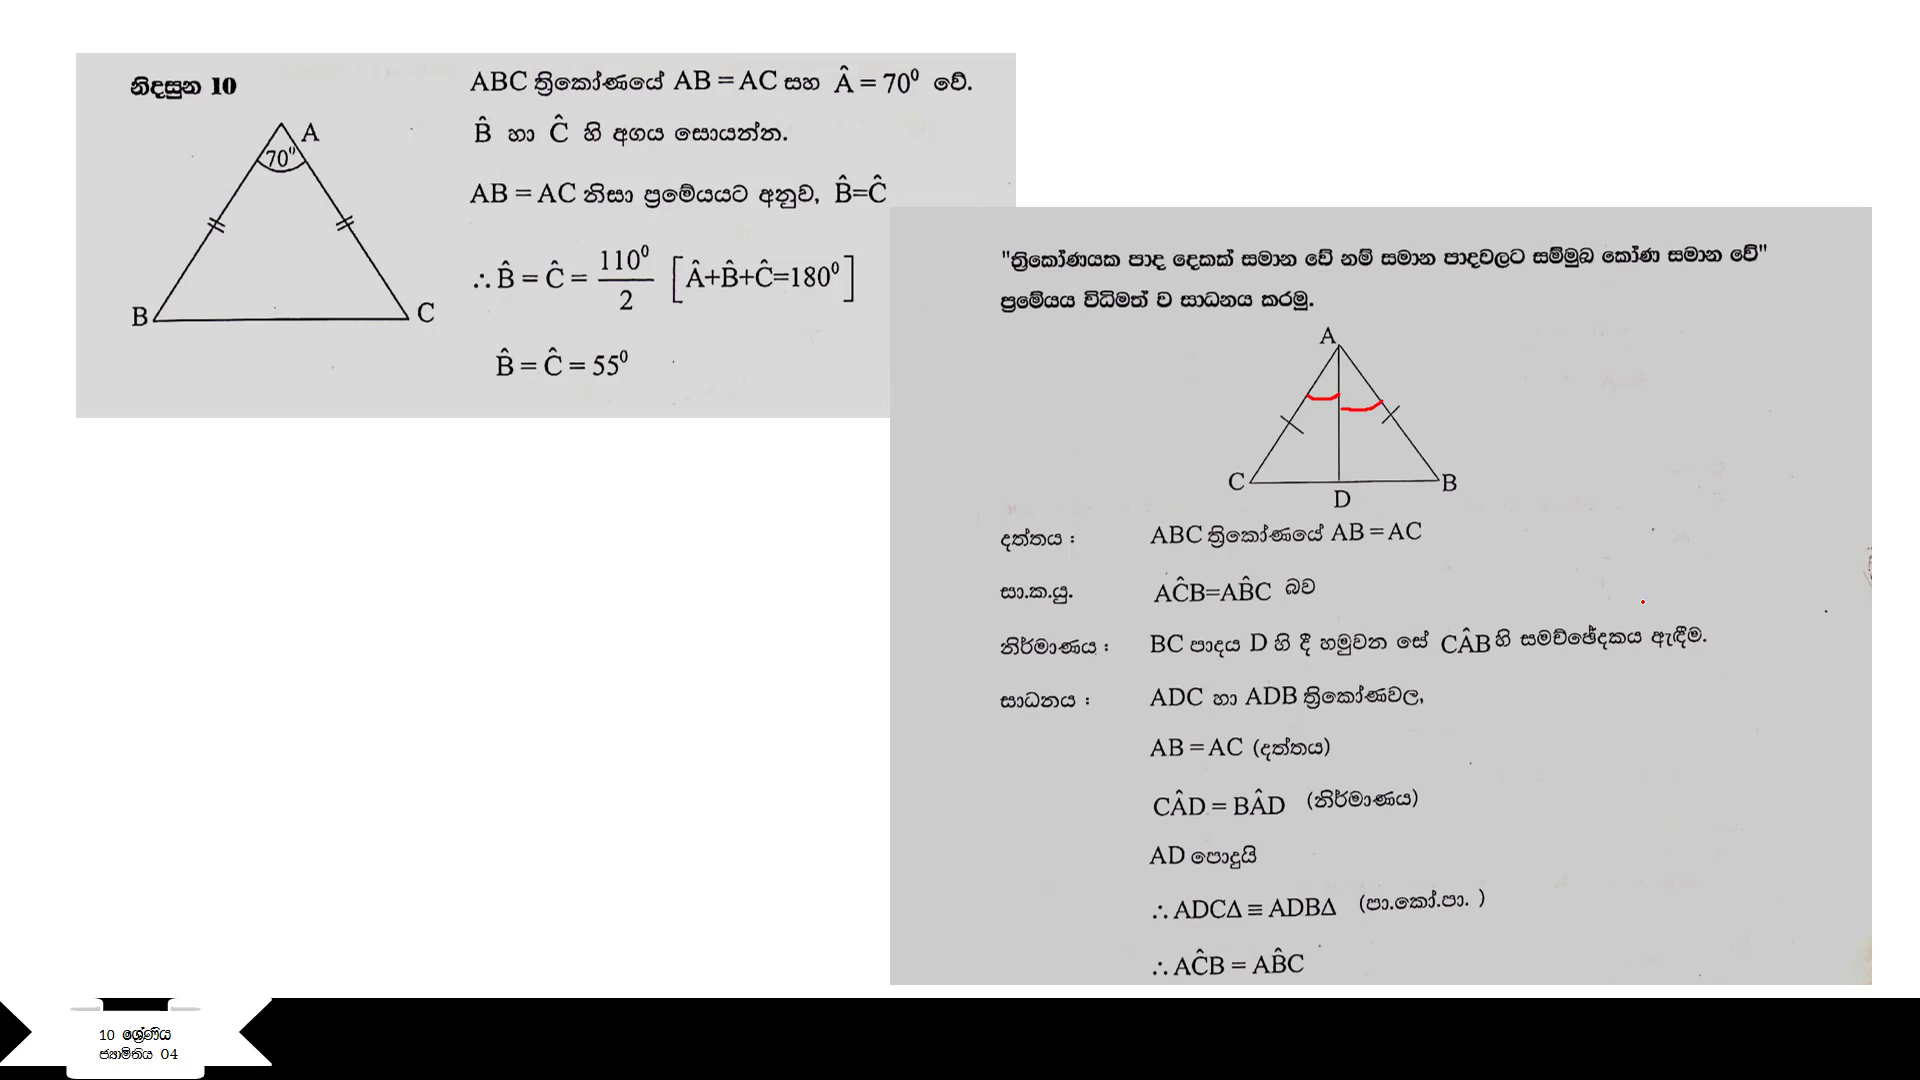 නිදසුන 10
ABC ත්‍රිකෝණයේ AB = AC සහ Â = 70⁰ වේ.
B̂ හා Ĉ හි අගය සොයන්න.
AB = AC නිසා ප්‍රමේයයට අනුව, B̂=Ĉ
∴ B̂ = Ĉ = 110⁰/2 [Â+B̂+Ĉ=180⁰]
B̂ = Ĉ = 55⁰
A
70⁰
B
C
"ත්‍රිකෝණයක පාද දෙකක් සමාන වේ නම් සමාන පාදවලට සම්මුඛ කෝණ සමාන වේ"
ප්‍රමේයය විධිමත් ව සාධනය කරමු.
A
C
B
D
දත්තය : ABC ත්‍රිකෝණයේ AB = AC
සා.ක.යු. AĈB=AB̂C බව
නිර්මාණය : BC පාදය D හි දී හමුවන සේ CÂB හි සමච්ඡේදකය ඇඳීම.
සාධනය : ADC හා ADB ත්‍රිකෝණවල,
AB = AC (දත්තය)
CÂD = BÂD (නිර්මාණය)
AD පොදුයි
∴ ADCΔ ≡ ADBΔ (පා.කෝ.පා. )
∴ AĈB = AB̂C
10 ශ්‍රේණිය
ජ්‍යාමිතිය 04